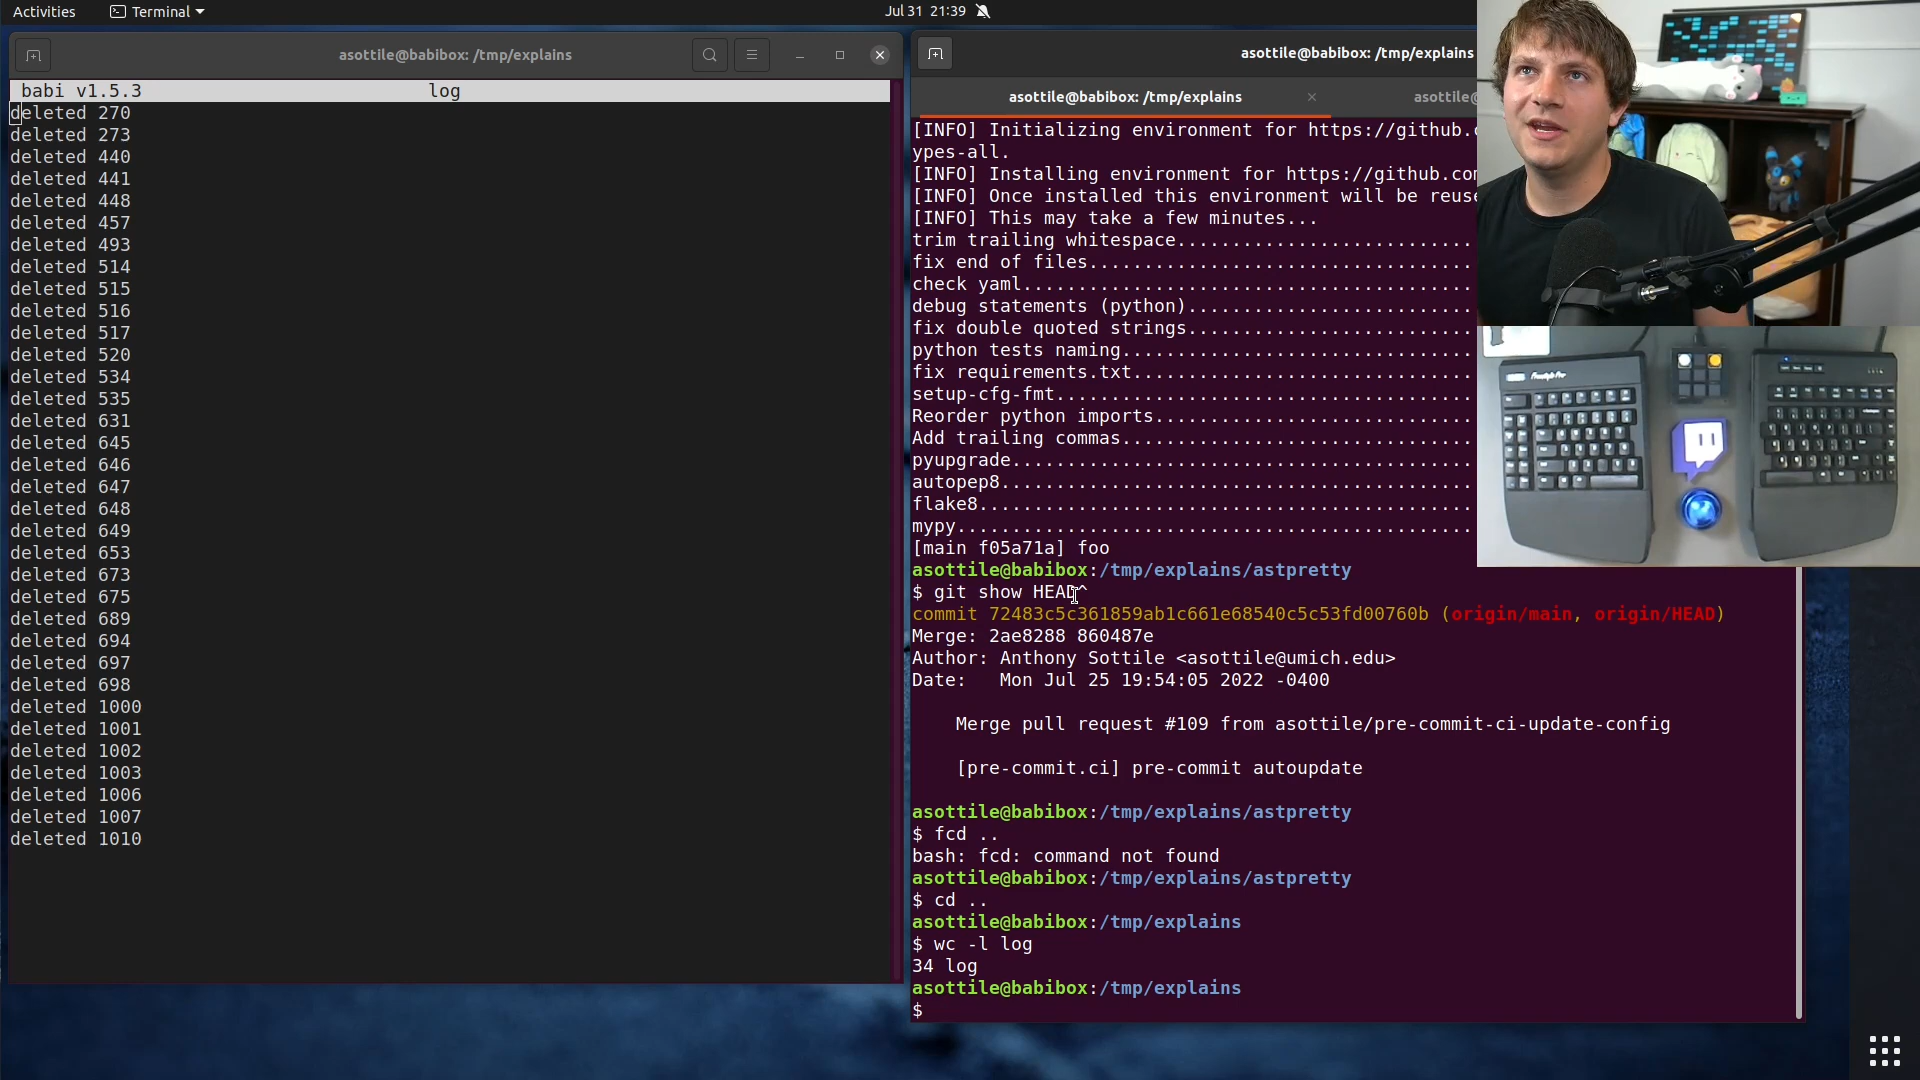 Activities
Terminal
Jul 31 21:39
asottile@babibox: /tmp/explains
babi v1.5.3 log
deleted 270
deleted 273
deleted 440
deleted 441
deleted 448
deleted 457
deleted 493
deleted 514
deleted 515
deleted 516
deleted 517
deleted 520
deleted 534
deleted 535
deleted 631
deleted 645
deleted 646
deleted 647
deleted 648
deleted 649
deleted 653
deleted 673
deleted 675
deleted 689
deleted 694
deleted 697
deleted 698
deleted 1000
deleted 1001
deleted 1002
deleted 1003
deleted 1006
deleted 1007
deleted 1010
asottile@babibox: /tmp/explains
asottile@babibox: /tmp/explains
asottile@
[INFO] Initializing environment for https://github.c
ypes-all.
[INFO] Installing environment for https://github.com
[INFO] Once installed this environment will be reuse
[INFO] This may take a few minutes...
trim trailing whitespace..................................
fix end of files..........................................
check yaml................................................
debug statements (python).................................
fix double quoted strings.................................
python tests naming.......................................
fix requirements.txt......................................
setup-cfg-fmt.............................................
Reorder python imports....................................
Add trailing commas.......................................
pyupgrade.................................................
autopep8..................................................
flake8....................................................
mypy......................................................
[main f05a71a] foo
asottile@babibox:/tmp/explains/astpretty
$ git show HEAD^
commit 72483c5c361859ab1c661e68540c5c53fd00760b (origin/main, origin/HEAD)
Merge: 2ae8288 860487e
Author: Anthony Sottile <asottile@umich.edu>
Date:   Mon Jul 25 19:54:05 2022 -0400
    Merge pull request #109 from asottile/pre-commit-ci-update-config
    [pre-commit.ci] pre-commit autoupdate
asottile@babibox:/tmp/explains/astpretty
$ fcd ..
bash: fcd: command not found
asottile@babibox:/tmp/explains/astpretty
$ cd ..
asottile@babibox:/tmp/explains
$ wc -l log
34 log
asottile@babibox:/tmp/explains
$